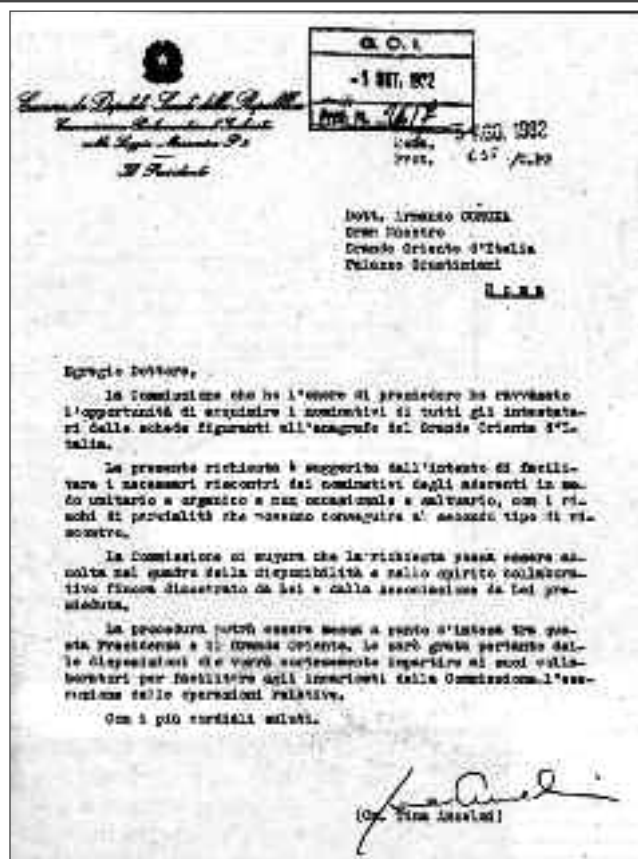 G. O. I.
-1 OTT. 1982
Camera dei Deputati Senato della Repubblica
Commissione Parlamentare d'Inchiesta
sulla Loggia Massonica P2
Il Presidente
Prot. n.
1982
Prot.
Dott. Armando CORONA
Gran Maestro
Grande Oriente d'Italia
Palazzo Giustiniani
Roma
Egregio Dottore,
la Commissione che ho l'onore di presiedere ha ravvisato
l'opportunità di acquisire i nominativi di tutti gli intestata-
ri delle schede figuranti all'anagrafe del Grande Oriente d'I-
talia.
La presente richiesta è suggerita dall'intento di facili-
tare i necessari riscontri dei nominativi degli aderenti in mo-
do unitario e organico e non occasionale e saltuario, con i ri-
schi di parzialità che possono conseguire al secondo tipo di ri-
scontro.
La Commissione si augura che la richiesta possa essere ac-
colta nel quadro della disponibilità e nello spirito collabora-
tivo finora dimostrato da Lei e dalla Associazione da Lei pre-
sieduta.
La procedura potrà essere messa a punto d'intesa tra que-
sta Presidenza e il Grande Oriente. Le sarò grata pertanto del-
le disposizioni che vorrà cortesemente impartire ai suoi colla-
boratori per facilitare agli incaricati della Commissione l'ese-
cuzione delle operazioni relative.
Con i più cordiali saluti.
(On. Tina Anselmi)